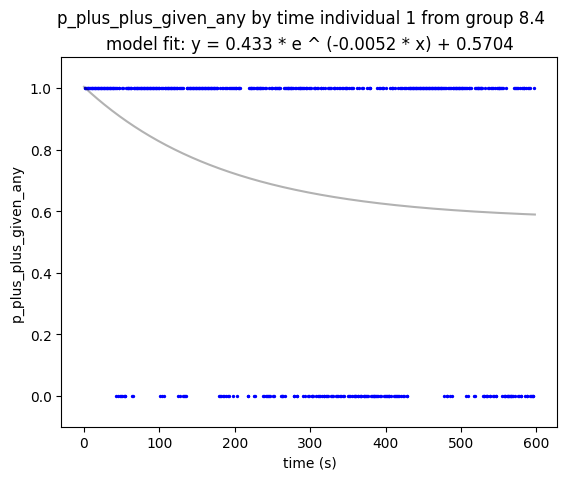 p_plus_plus_given_any by time individual 1 from group 8.4
model fit: y = 0.433 * e ^ (-0.0052 * x) + 0.5704
p_plus_plus_given_any
1.0
0.8
0.6
0.4
0.2
0.0
0 100 200 300 400 500 600
time (s)